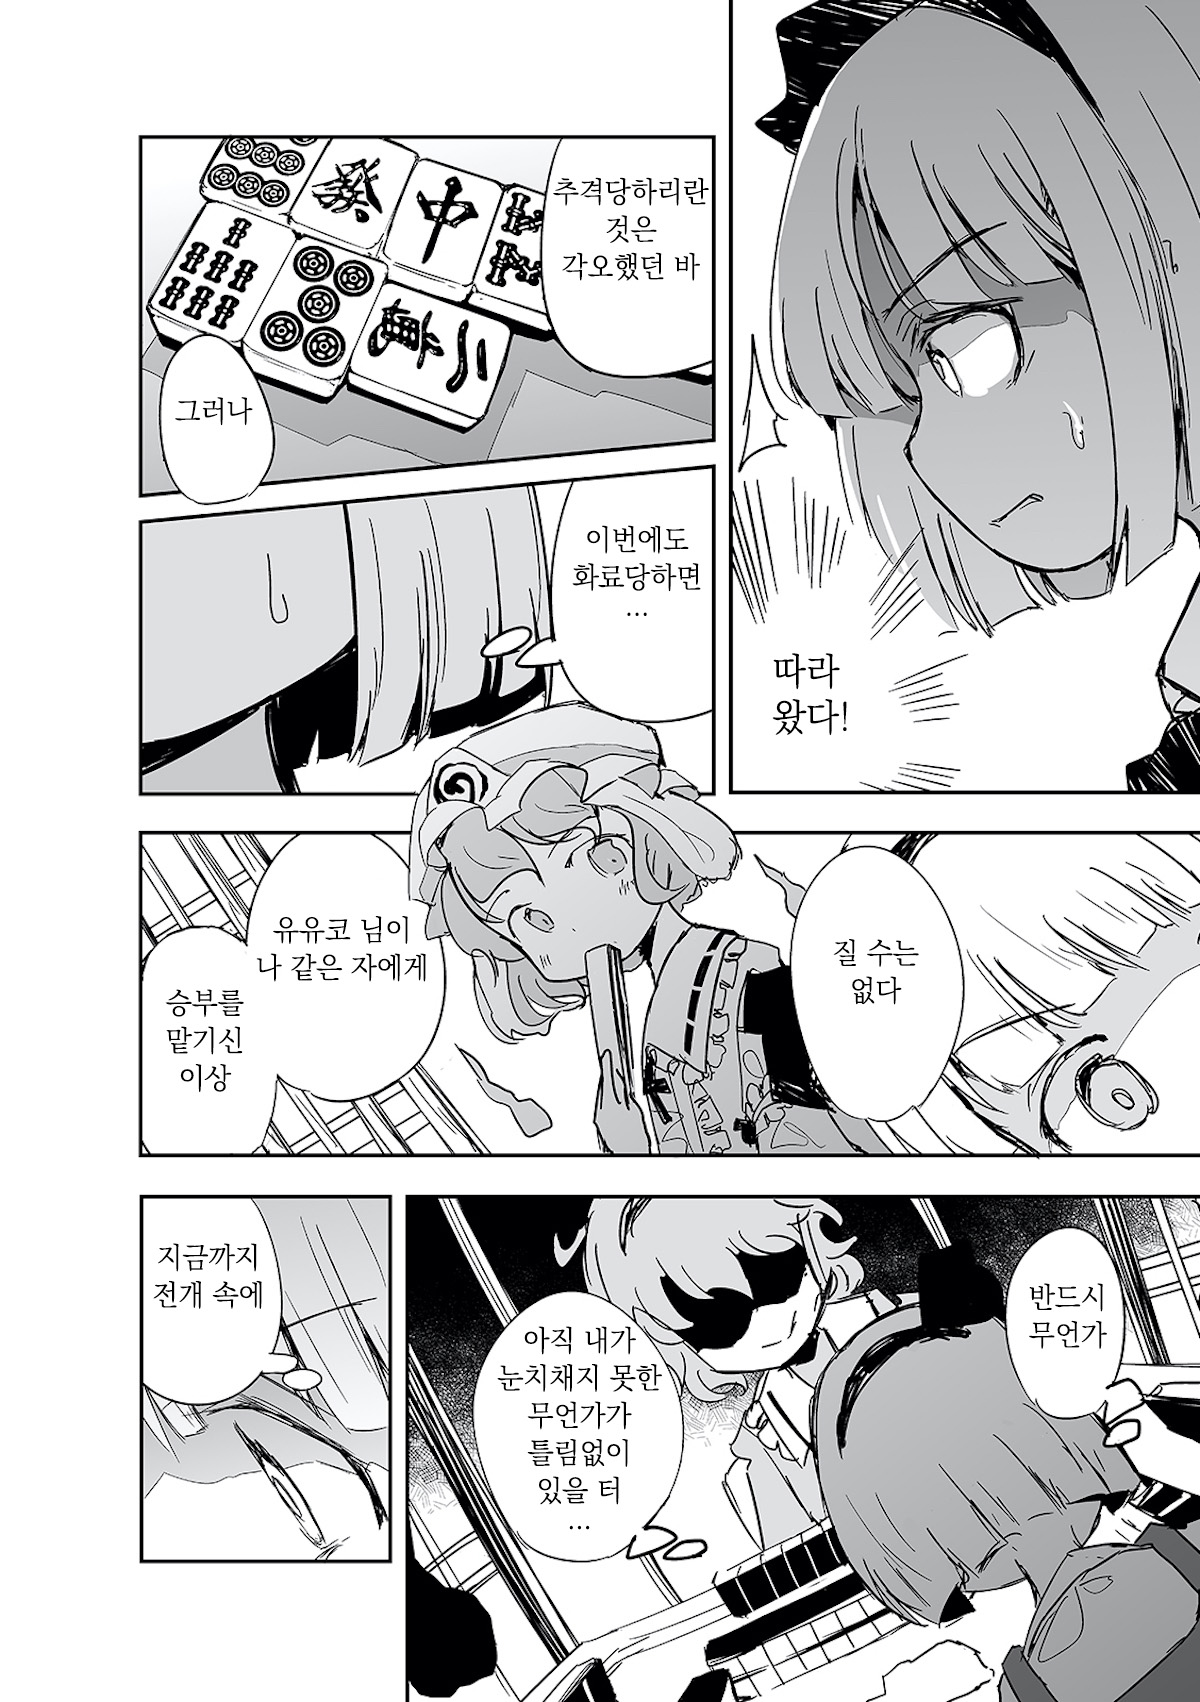 따라
왔다!
추격당하리란
것은
각오했던 바
發
中
그러나
이번에도
화료당하면
…
질 수는
없다
유유코 님이
나 같은 자에게
승부를
맡기신
이상
반드시
무언가
아직 내가
눈치채지 못한
무언가가
틀림없이
있을 터
…
지금까지
전개 속에